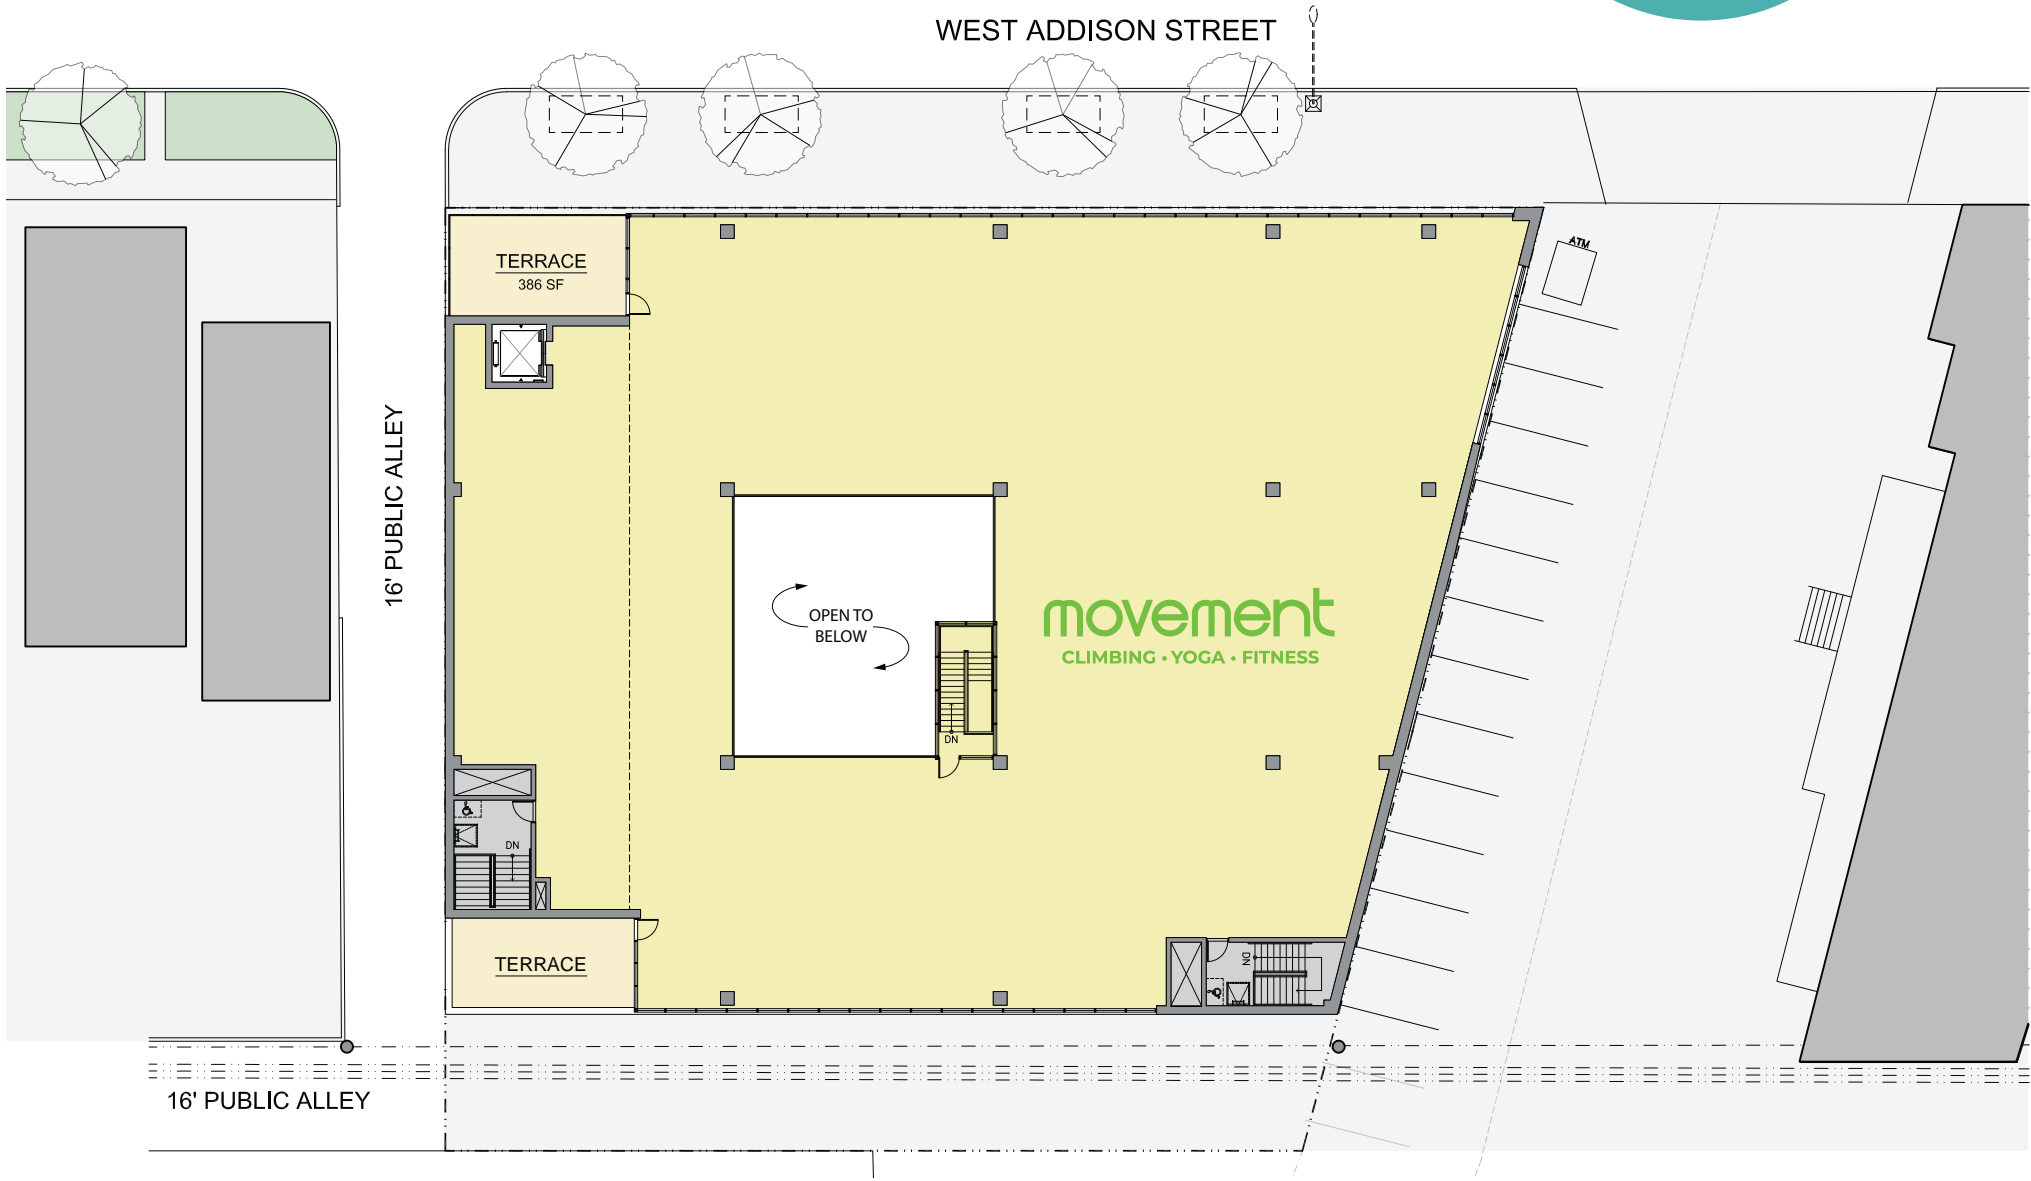 WEST ADDISON STREET
TERRACE
386 SF
ATM
16' PUBLIC ALLEY
OPEN TO
BELOW
movement
CLIMBING • YOGA • FITNESS
DN
DN
DN
TERRACE
16' PUBLIC ALLEY